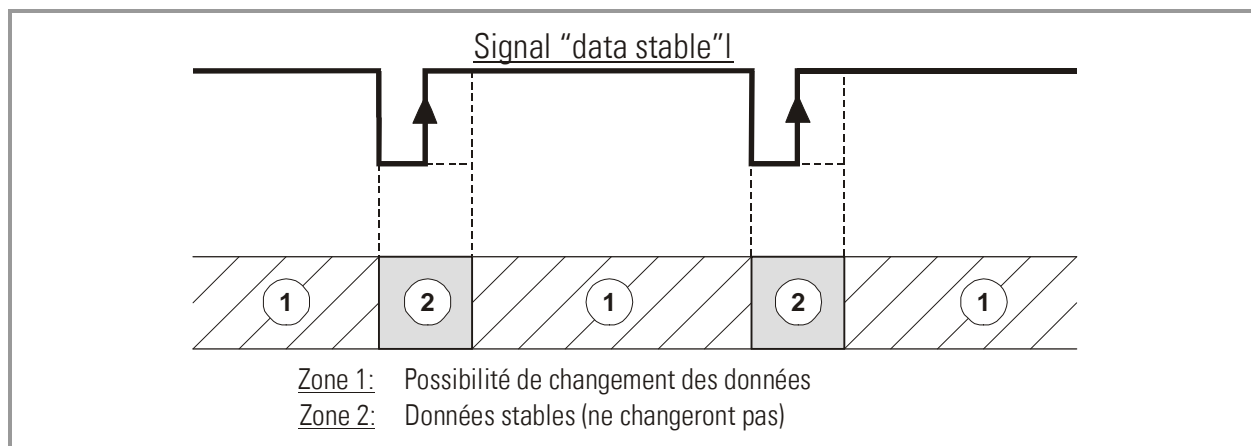 Signal “data stable”l
1 2 1 2 1
Zone 1: Possibilité de changement des données
Zone 2: Données stables (ne changeront pas)